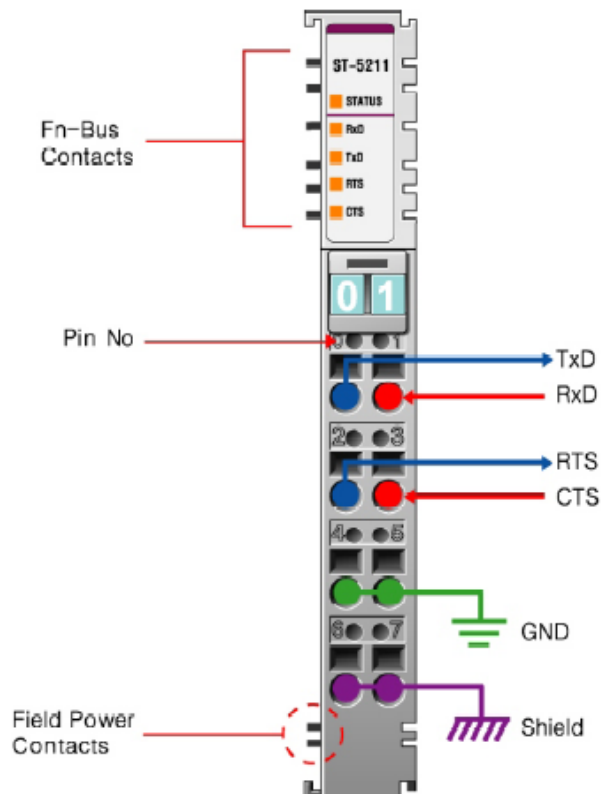 ST-5211
STATUS
RxD
TxD
RTS
CTS
Fn-Bus
Contacts
0 1
Pin No
0 1
TxD
RxD
2 3
RTS
CTS
4 5
GND
6 7
Shield
Field Power
Contacts